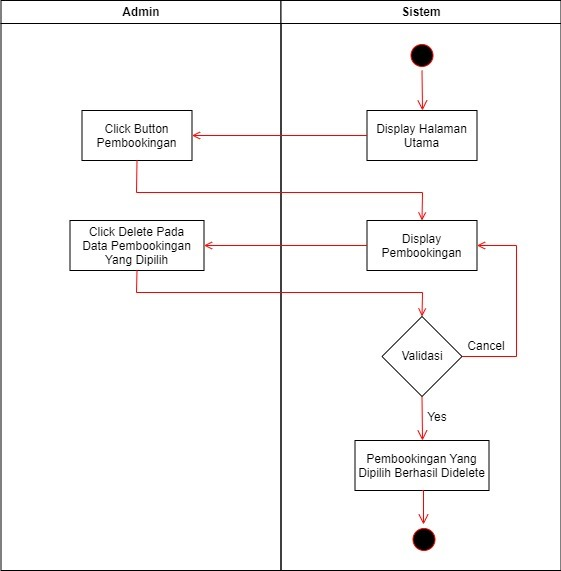 Admin
Sistem
Click Button
Pembookingan
Display Halaman
Utama
Click Delete Pada
Data Pembookingan
Yang Dipilih
Display
Pembookingan
Validasi
Cancel
Yes
Pembookingan Yang
Dipilih Berhasil Didelete